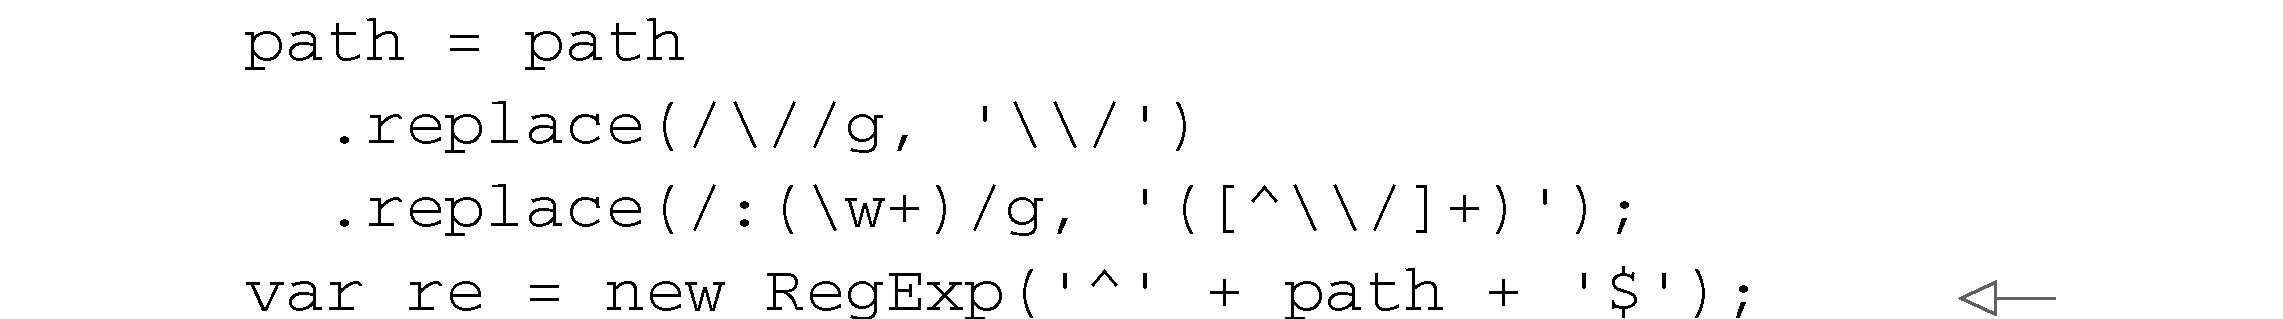 path = path
.replace(/\//g, '\\/')
.replace(/:(\w+)/g, '([^\\/]+)');
var re = new RegExp('^' + path + '$');